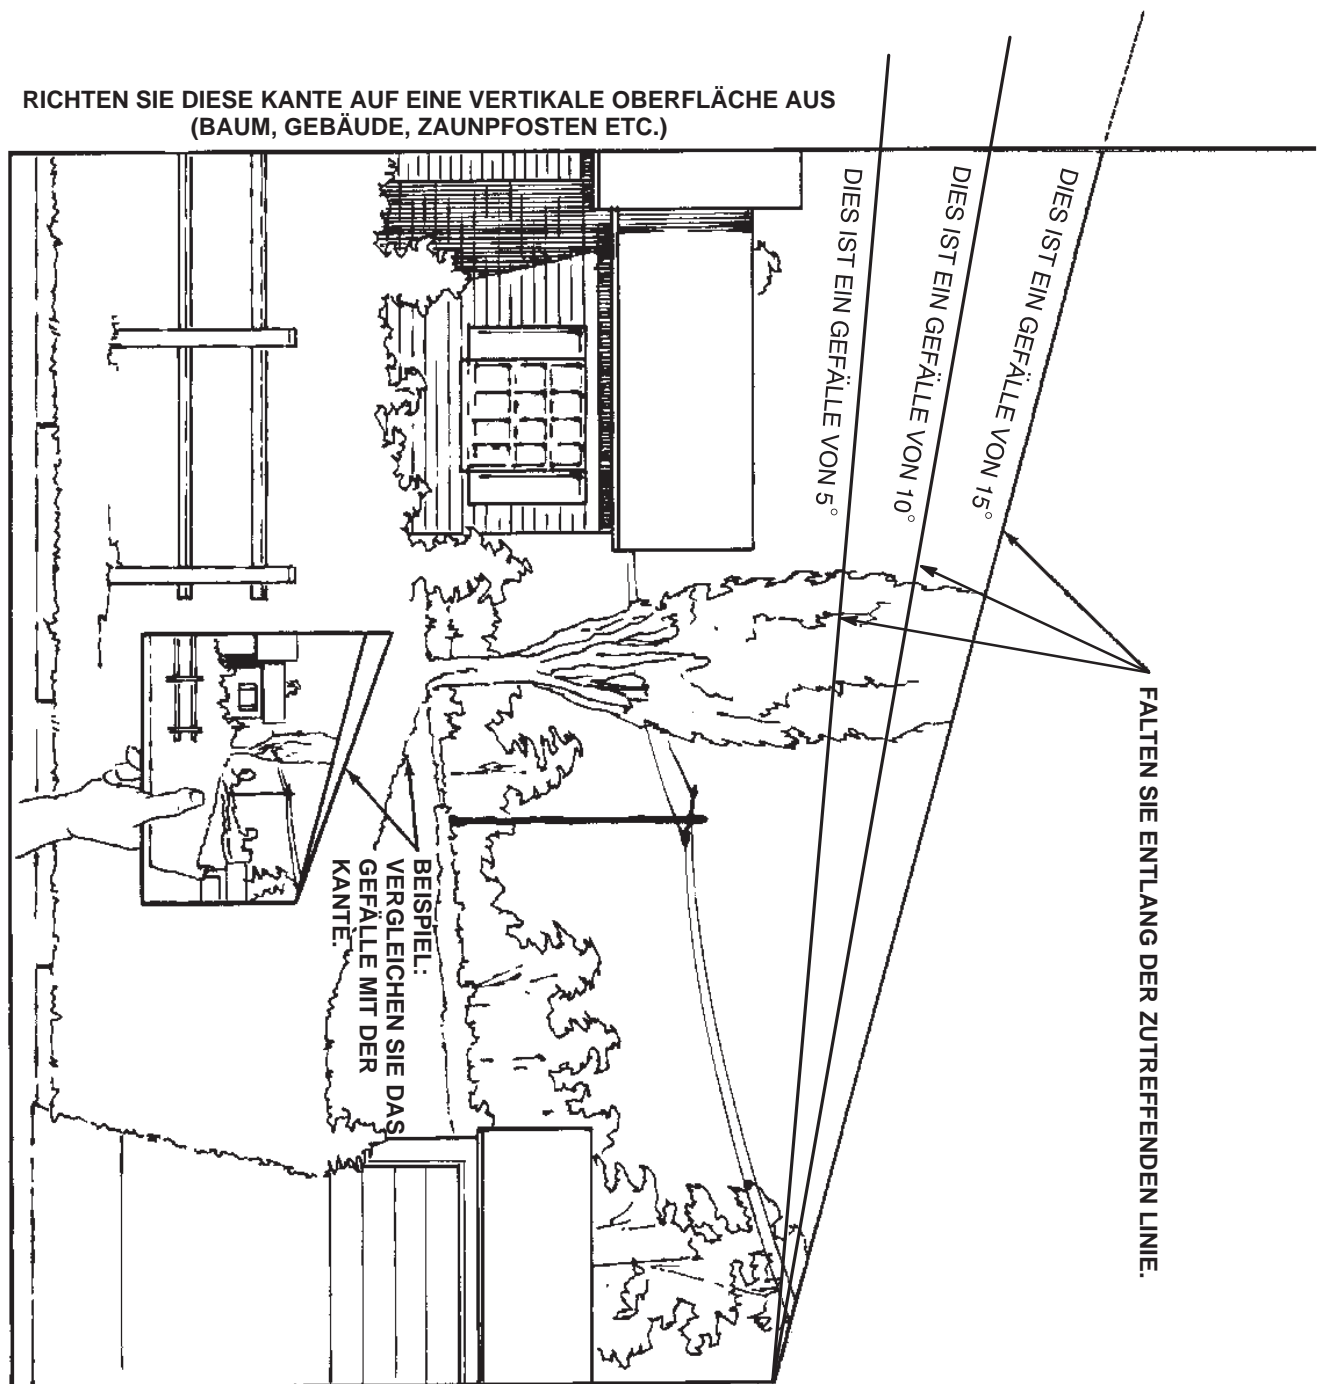 RICHTEN SIE DIESE KANTE AUF EINE VERTIKALE OBERFLÄCHE AUS
(BAUM, GEBÄUDE, ZAUNPFOSTEN ETC.)
DIES IST EIN GEFÄLLE VON 15°
DIES IST EIN GEFÄLLE VON 10°
DIES IST EIN GEFÄLLE VON 5°
FALTEN SIE ENTLANG DER ZUTREFFENDEN LINIE.
BEISPIEL:
VERGLEICHEN SIE DAS
GEFÄLLE MIT DER
KANTE.